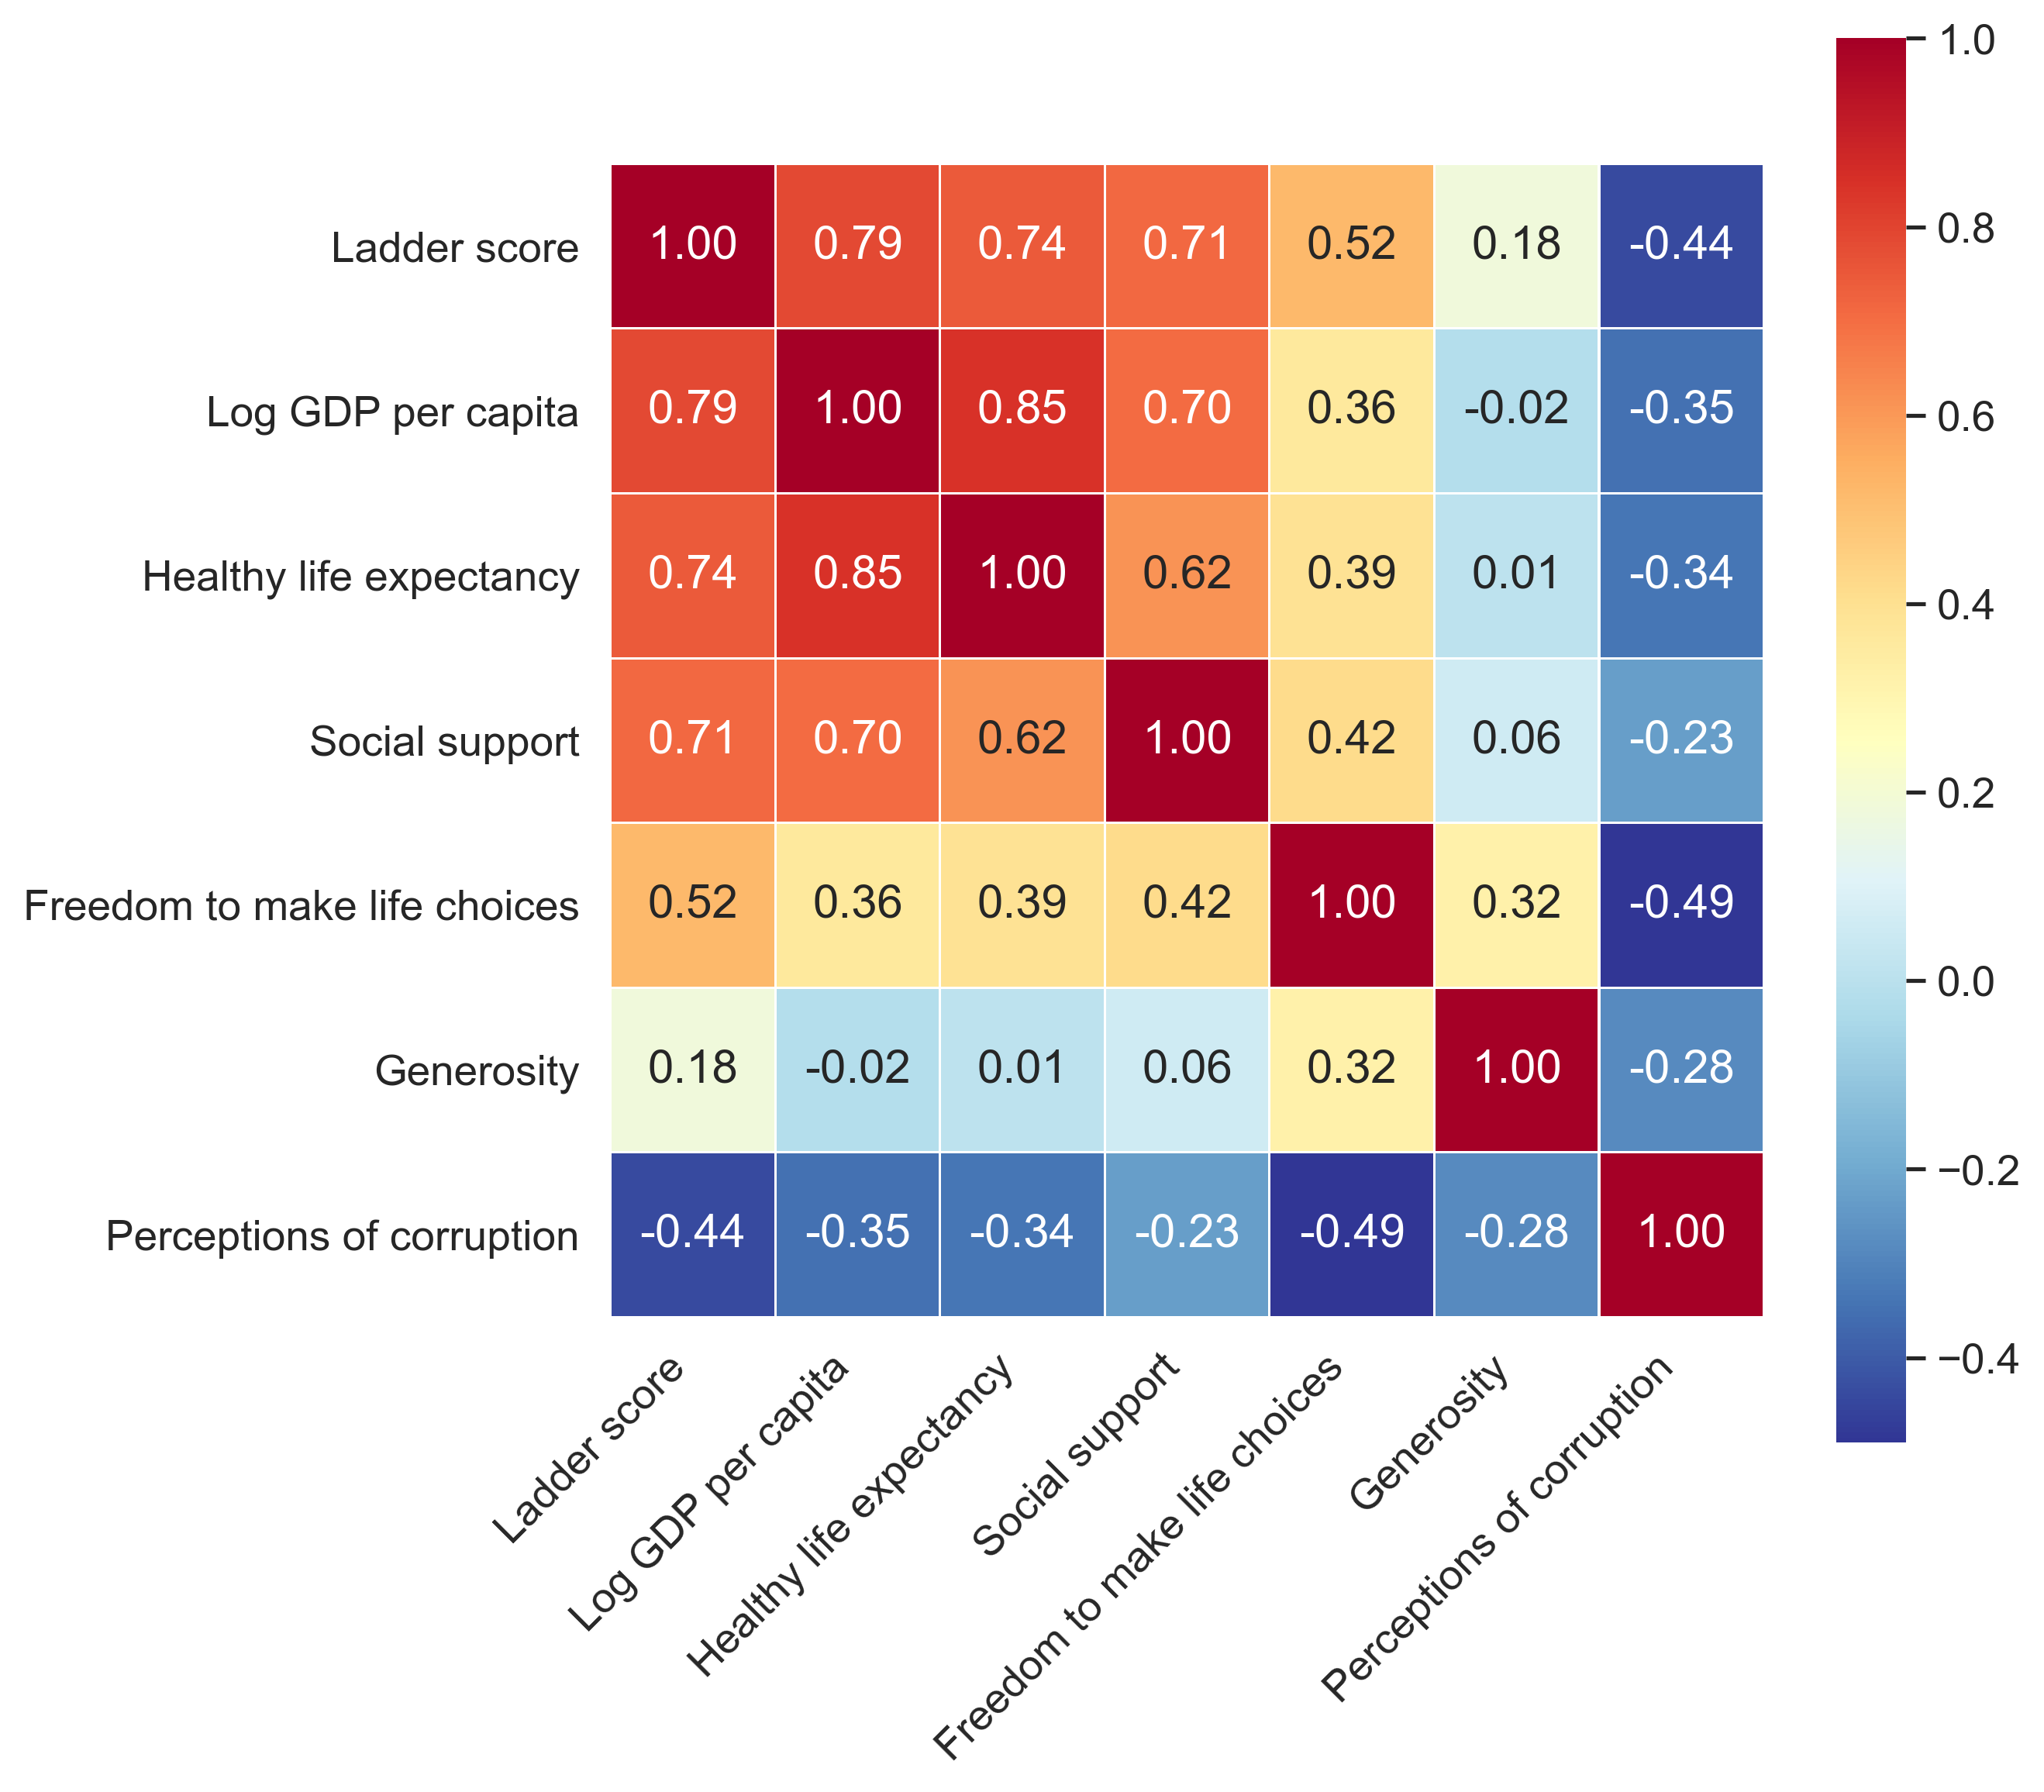 Ladder score 1.00 0.79 0.74 0.71 0.52 0.18 -0.44
Log GDP per capita 0.79 1.00 0.85 0.70 0.36 -0.02 -0.35
Healthy life expectancy 0.74 0.85 1.00 0.62 0.39 0.01 -0.34
Social support 0.71 0.70 0.62 1.00 0.42 0.06 -0.23
Freedom to make life choices 0.52 0.36 0.39 0.42 1.00 0.32 -0.49
Generosity 0.18 -0.02 0.01 0.06 0.32 1.00 -0.28
Perceptions of corruption -0.44 -0.35 -0.34 -0.23 -0.49 -0.28 1.00
Ladder score
Log GDP per capita
Healthy life expectancy
Social support
Freedom to make life choices
Generosity
Perceptions of corruption
1.0
0.8
0.6
0.4
0.2
0.0
−0.2
−0.4